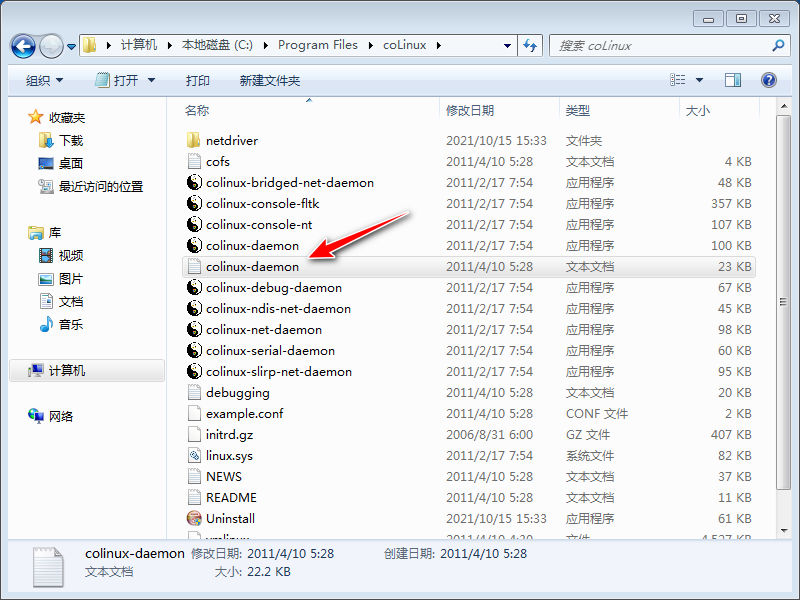 计算机 ▸ 本地磁盘 (C:) ▸ Program Files ▸ coLinux ▸
搜索 coLinux
组织 打开 打印 新建文件夹
收藏夹
下载
桌面
最近访问的位置
库
视频
图片
文档
音乐
计算机
网络
名称 修改日期 类型 大小
netdriver 2021/10/15 15:33 文件夹
cofs 2011/4/10 5:28 文本文档 4 KB
colinux-bridged-net-daemon 2011/2/17 7:54 应用程序 48 KB
colinux-console-fltk 2011/2/17 7:54 应用程序 357 KB
colinux-console-nt 2011/2/17 7:54 应用程序 107 KB
colinux-daemon 2011/2/17 7:54 应用程序 100 KB
colinux-daemon 2011/4/10 5:28 文本文档 23 KB
colinux-debug-daemon 2011/2/17 7:54 应用程序 67 KB
colinux-ndis-net-daemon 2011/2/17 7:54 应用程序 45 KB
colinux-net-daemon 2011/2/17 7:54 应用程序 98 KB
colinux-serial-daemon 2011/2/17 7:54 应用程序 60 KB
colinux-slirp-net-daemon 2011/2/17 7:54 应用程序 95 KB
debugging 2011/4/10 5:28 文本文档 20 KB
example.conf 2011/4/10 5:28 CONF 文件 2 KB
initrd.gz 2006/8/31 6:00 GZ 文件 407 KB
linux.sys 2011/2/17 7:54 系统文件 82 KB
NEWS 2011/4/10 5:28 文本文档 37 KB
README 2011/4/10 5:28 文本文档 11 KB
Uninstall 2021/10/15 15:33 应用程序 61 KB
colinux-daemon 修改日期: 2011/4/10 5:28 创建日期: 2011/4/10 5:28
文本文档 大小: 22.2 KB